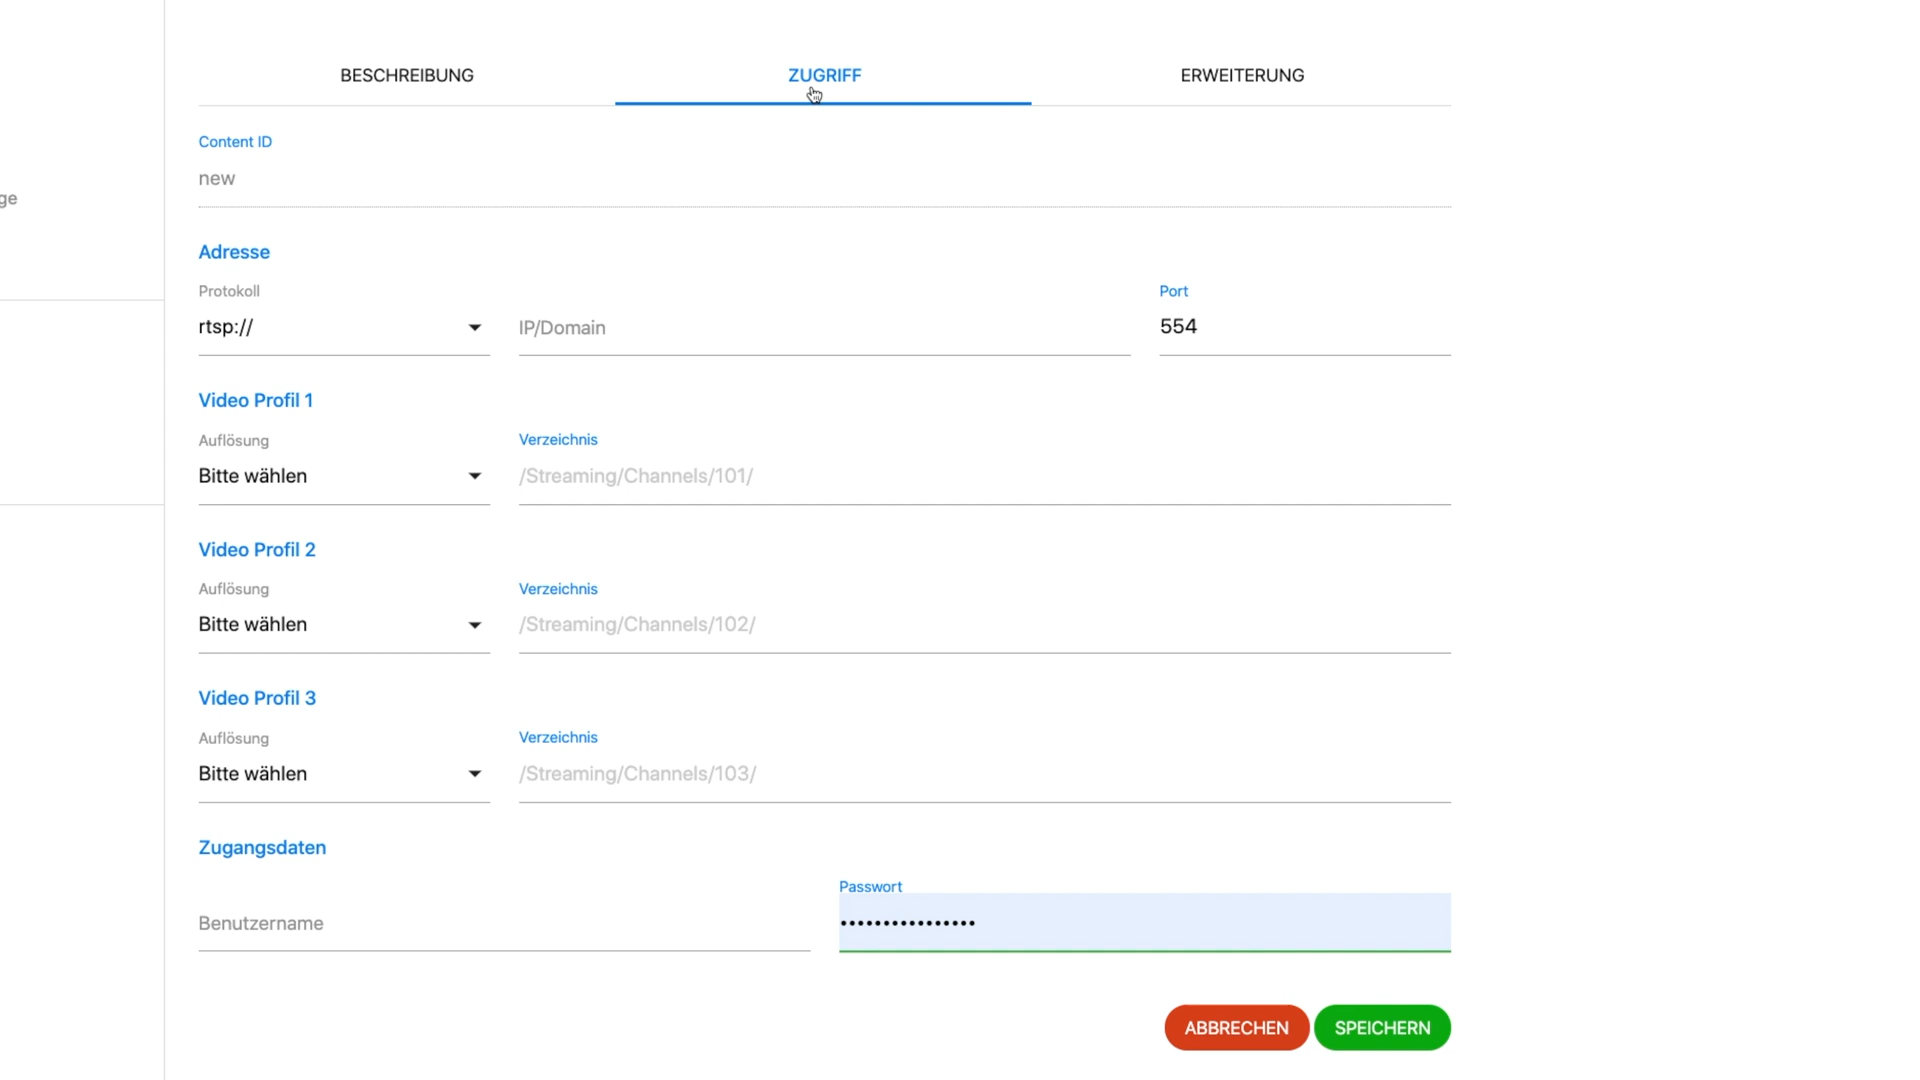 BESCHREIBUNG ZUGRIFF ERWEITERUNG
Content ID
new
ge
Adresse
Protokoll Port
rtsp:// IP/Domain 554
Video Profil 1
Auflösung Verzeichnis
Bitte wählen /Streaming/Channels/101/
Video Profil 2
Auflösung Verzeichnis
Bitte wählen /Streaming/Channels/102/
Video Profil 3
Auflösung Verzeichnis
Bitte wählen /Streaming/Channels/103/
Zugangsdaten
Passwort
Benutzername ••••••••••••••••
ABBRECHEN SPEICHERN